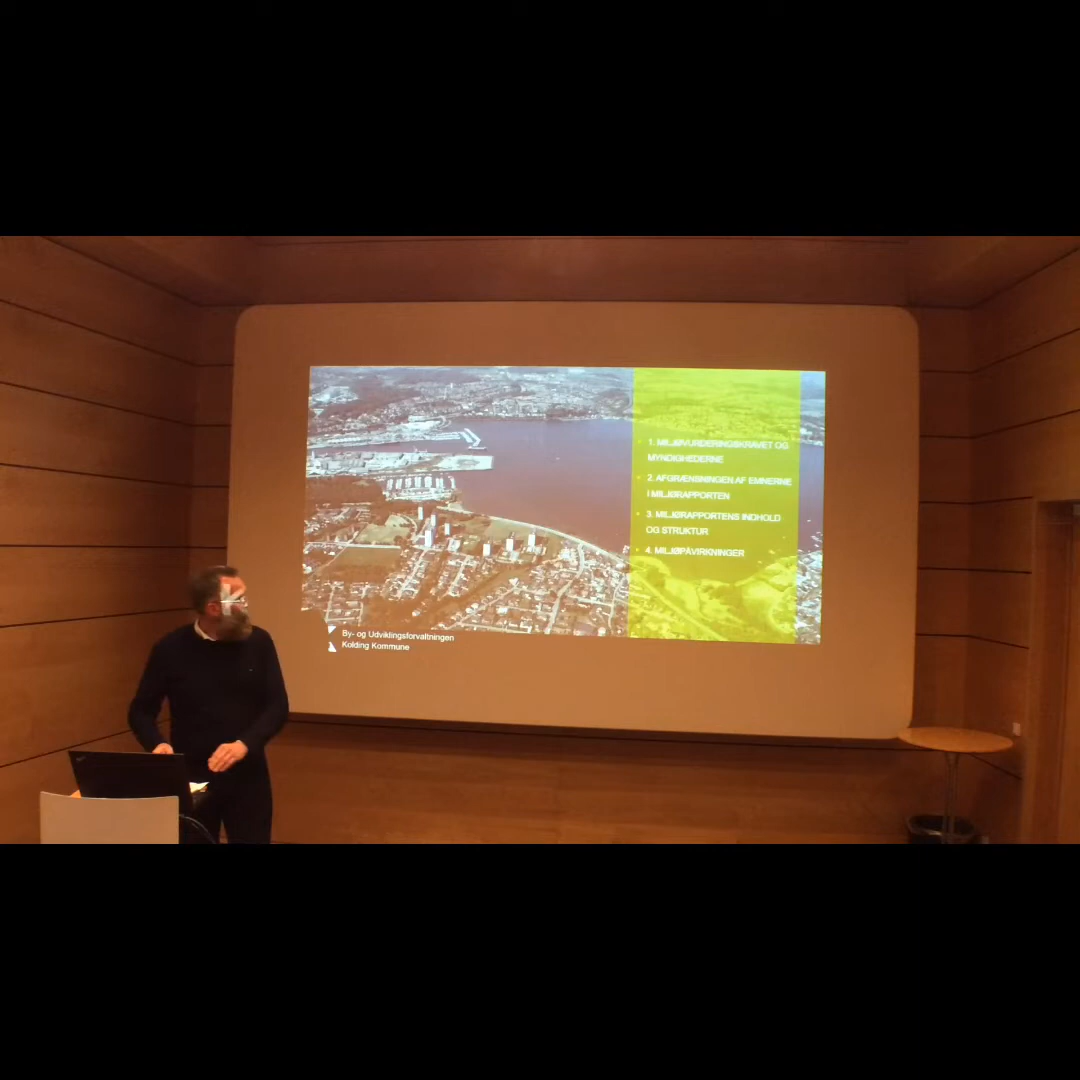 1. MILJØVURDERINGSKRAVET OG
MYNDIGHEDERNE
2. AFGRÆNSNINGEN AF EMNERNE
I MILJØRAPPORTEN
3. MILJØRAPPORTENS INDHOLD
OG STRUKTUR
4. MILJØPÅVIRKNINGER
By- og Udviklingsforvaltningen
Kolding Kommune